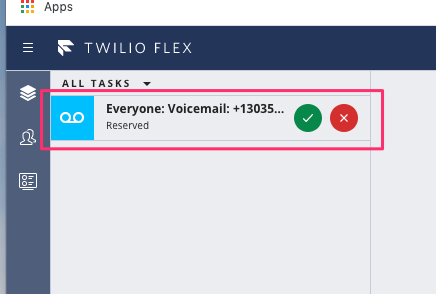 Apps
TWILIO FLEX
ALL TASKS
Everyone: Voicemail: +13035...
Reserved